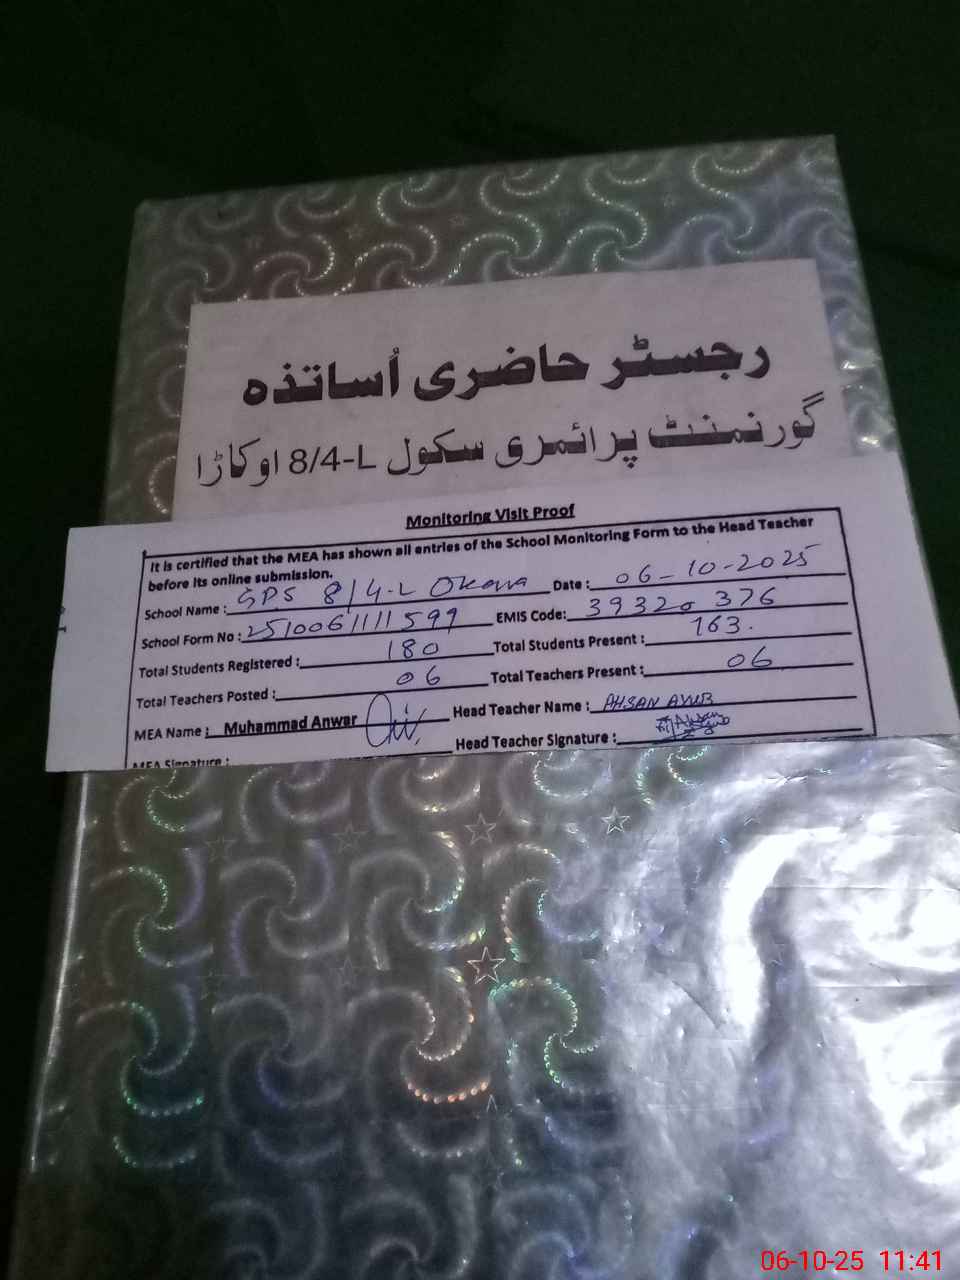 رجسٹر حاضری اُساتذہ
گورنمنٹ پرائمری سکول 8/4-L اوکاڑا
Monitoring Visit Proof
It is certified that the MEA has shown all entries of the School Monitoring Form to the Head Teacher
before its online submission.
School Name : GPS 8/4-L Okara Date : 06-10-2025
School Form No : 2510061111599 EMIS Code: 39320376
Total Students Registered : 180 Total Students Present : 163.
Total Teachers Posted : 06 Total Teachers Present : 06
MEA Name : Muhammad Anwar Head Teacher Name : AHSAN AYUB
MEA Signature : Head Teacher Signature :
06-10-25 11:41